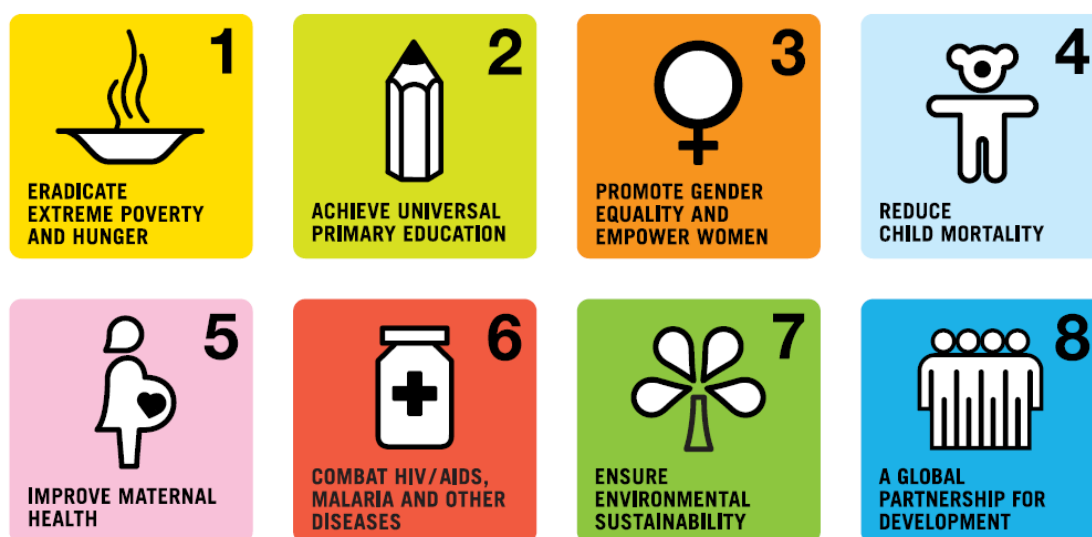 1
ERADICATE
EXTREME POVERTY
AND HUNGER
2
ACHIEVE UNIVERSAL
PRIMARY EDUCATION
3
PROMOTE GENDER
EQUALITY AND
EMPOWER WOMEN
4
REDUCE
CHILD MORTALITY
5
IMPROVE MATERNAL
HEALTH
6
COMBAT HIV/AIDS,
MALARIA AND OTHER
DISEASES
7
ENSURE
ENVIRONMENTAL
SUSTAINABILITY
8
A GLOBAL
PARTNERSHIP FOR
DEVELOPMENT